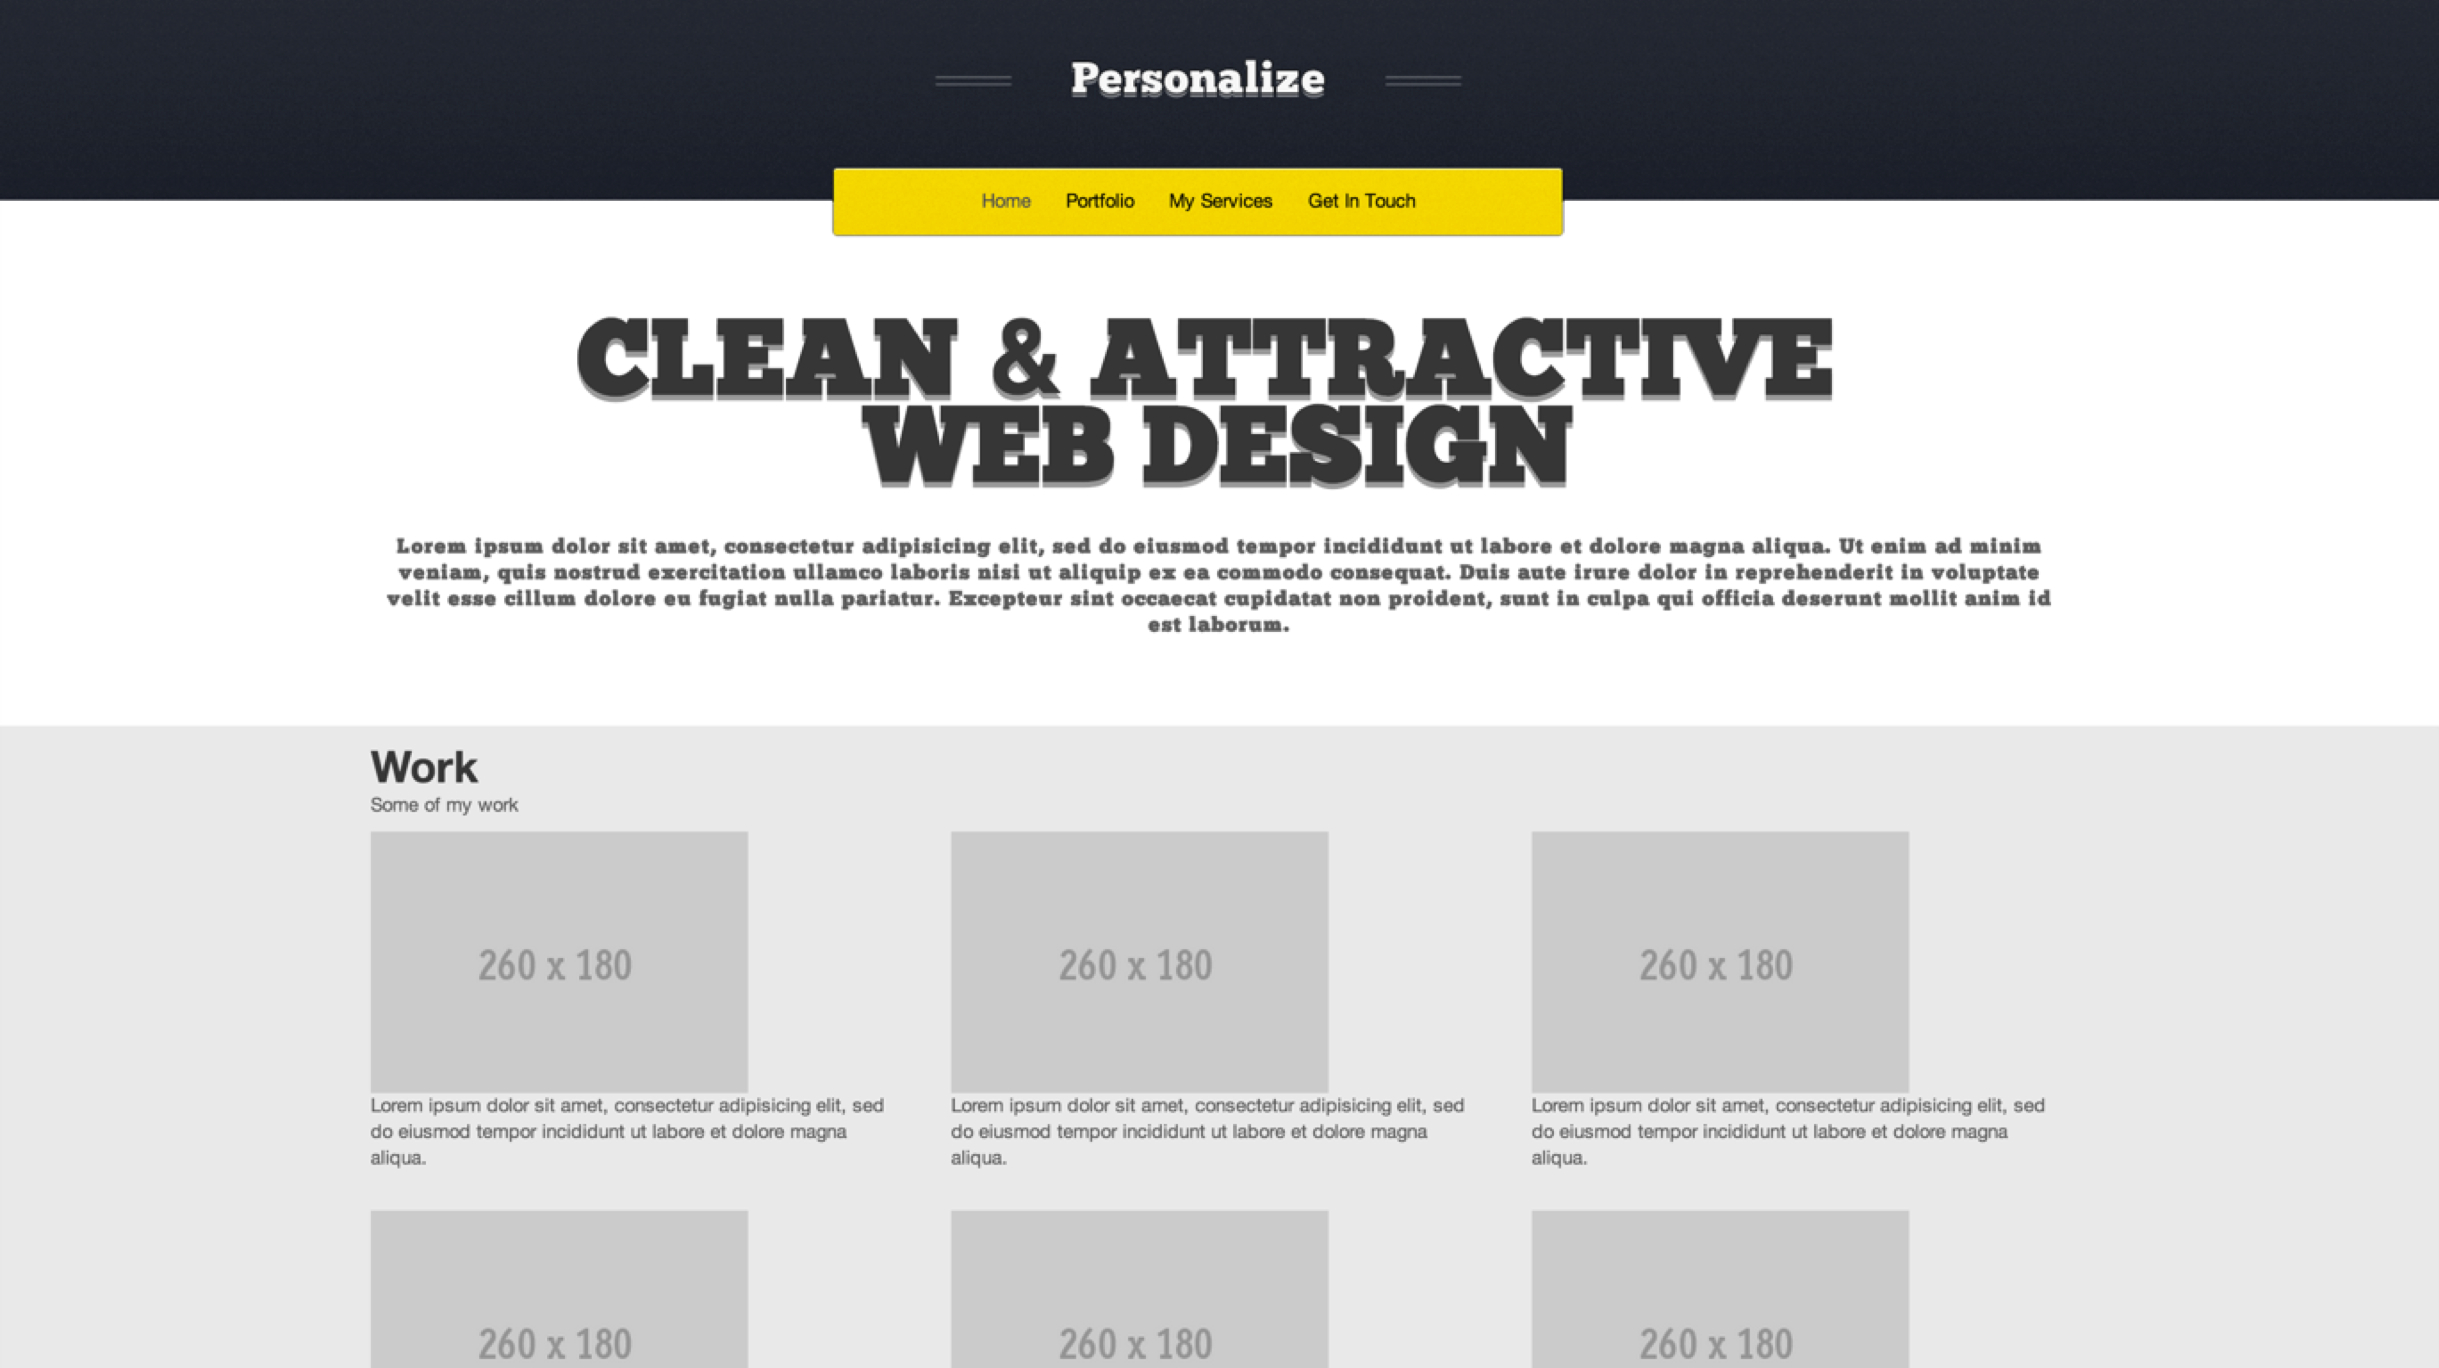 Personalize
Home Portfolio My Services Get In Touch
CLEAN & ATTRACTIVE
WEB DESIGN
Lorem ipsum dolor sit amet, consectetur adipisicing elit, sed do eiusmod tempor incididunt ut labore et dolore magna aliqua. Ut enim ad minim
veniam, quis nostrud exercitation ullamco laboris nisi ut aliquip ex ea commodo consequat. Duis aute irure dolor in reprehenderit in voluptate
velit esse cillum dolore eu fugiat nulla pariatur. Excepteur sint occaecat cupidatat non proident, sunt in culpa qui officia deserunt mollit anim id
est laborum.
Work
Some of my work
260 x 180
Lorem ipsum dolor sit amet, consectetur adipisicing elit, sed
do eiusmod tempor incididunt ut labore et dolore magna
aliqua.
260 x 180
Lorem ipsum dolor sit amet, consectetur adipisicing elit, sed
do eiusmod tempor incididunt ut labore et dolore magna
aliqua.
260 x 180
Lorem ipsum dolor sit amet, consectetur adipisicing elit, sed
do eiusmod tempor incididunt ut labore et dolore magna
aliqua.
260 x 180
260 x 180
260 x 180